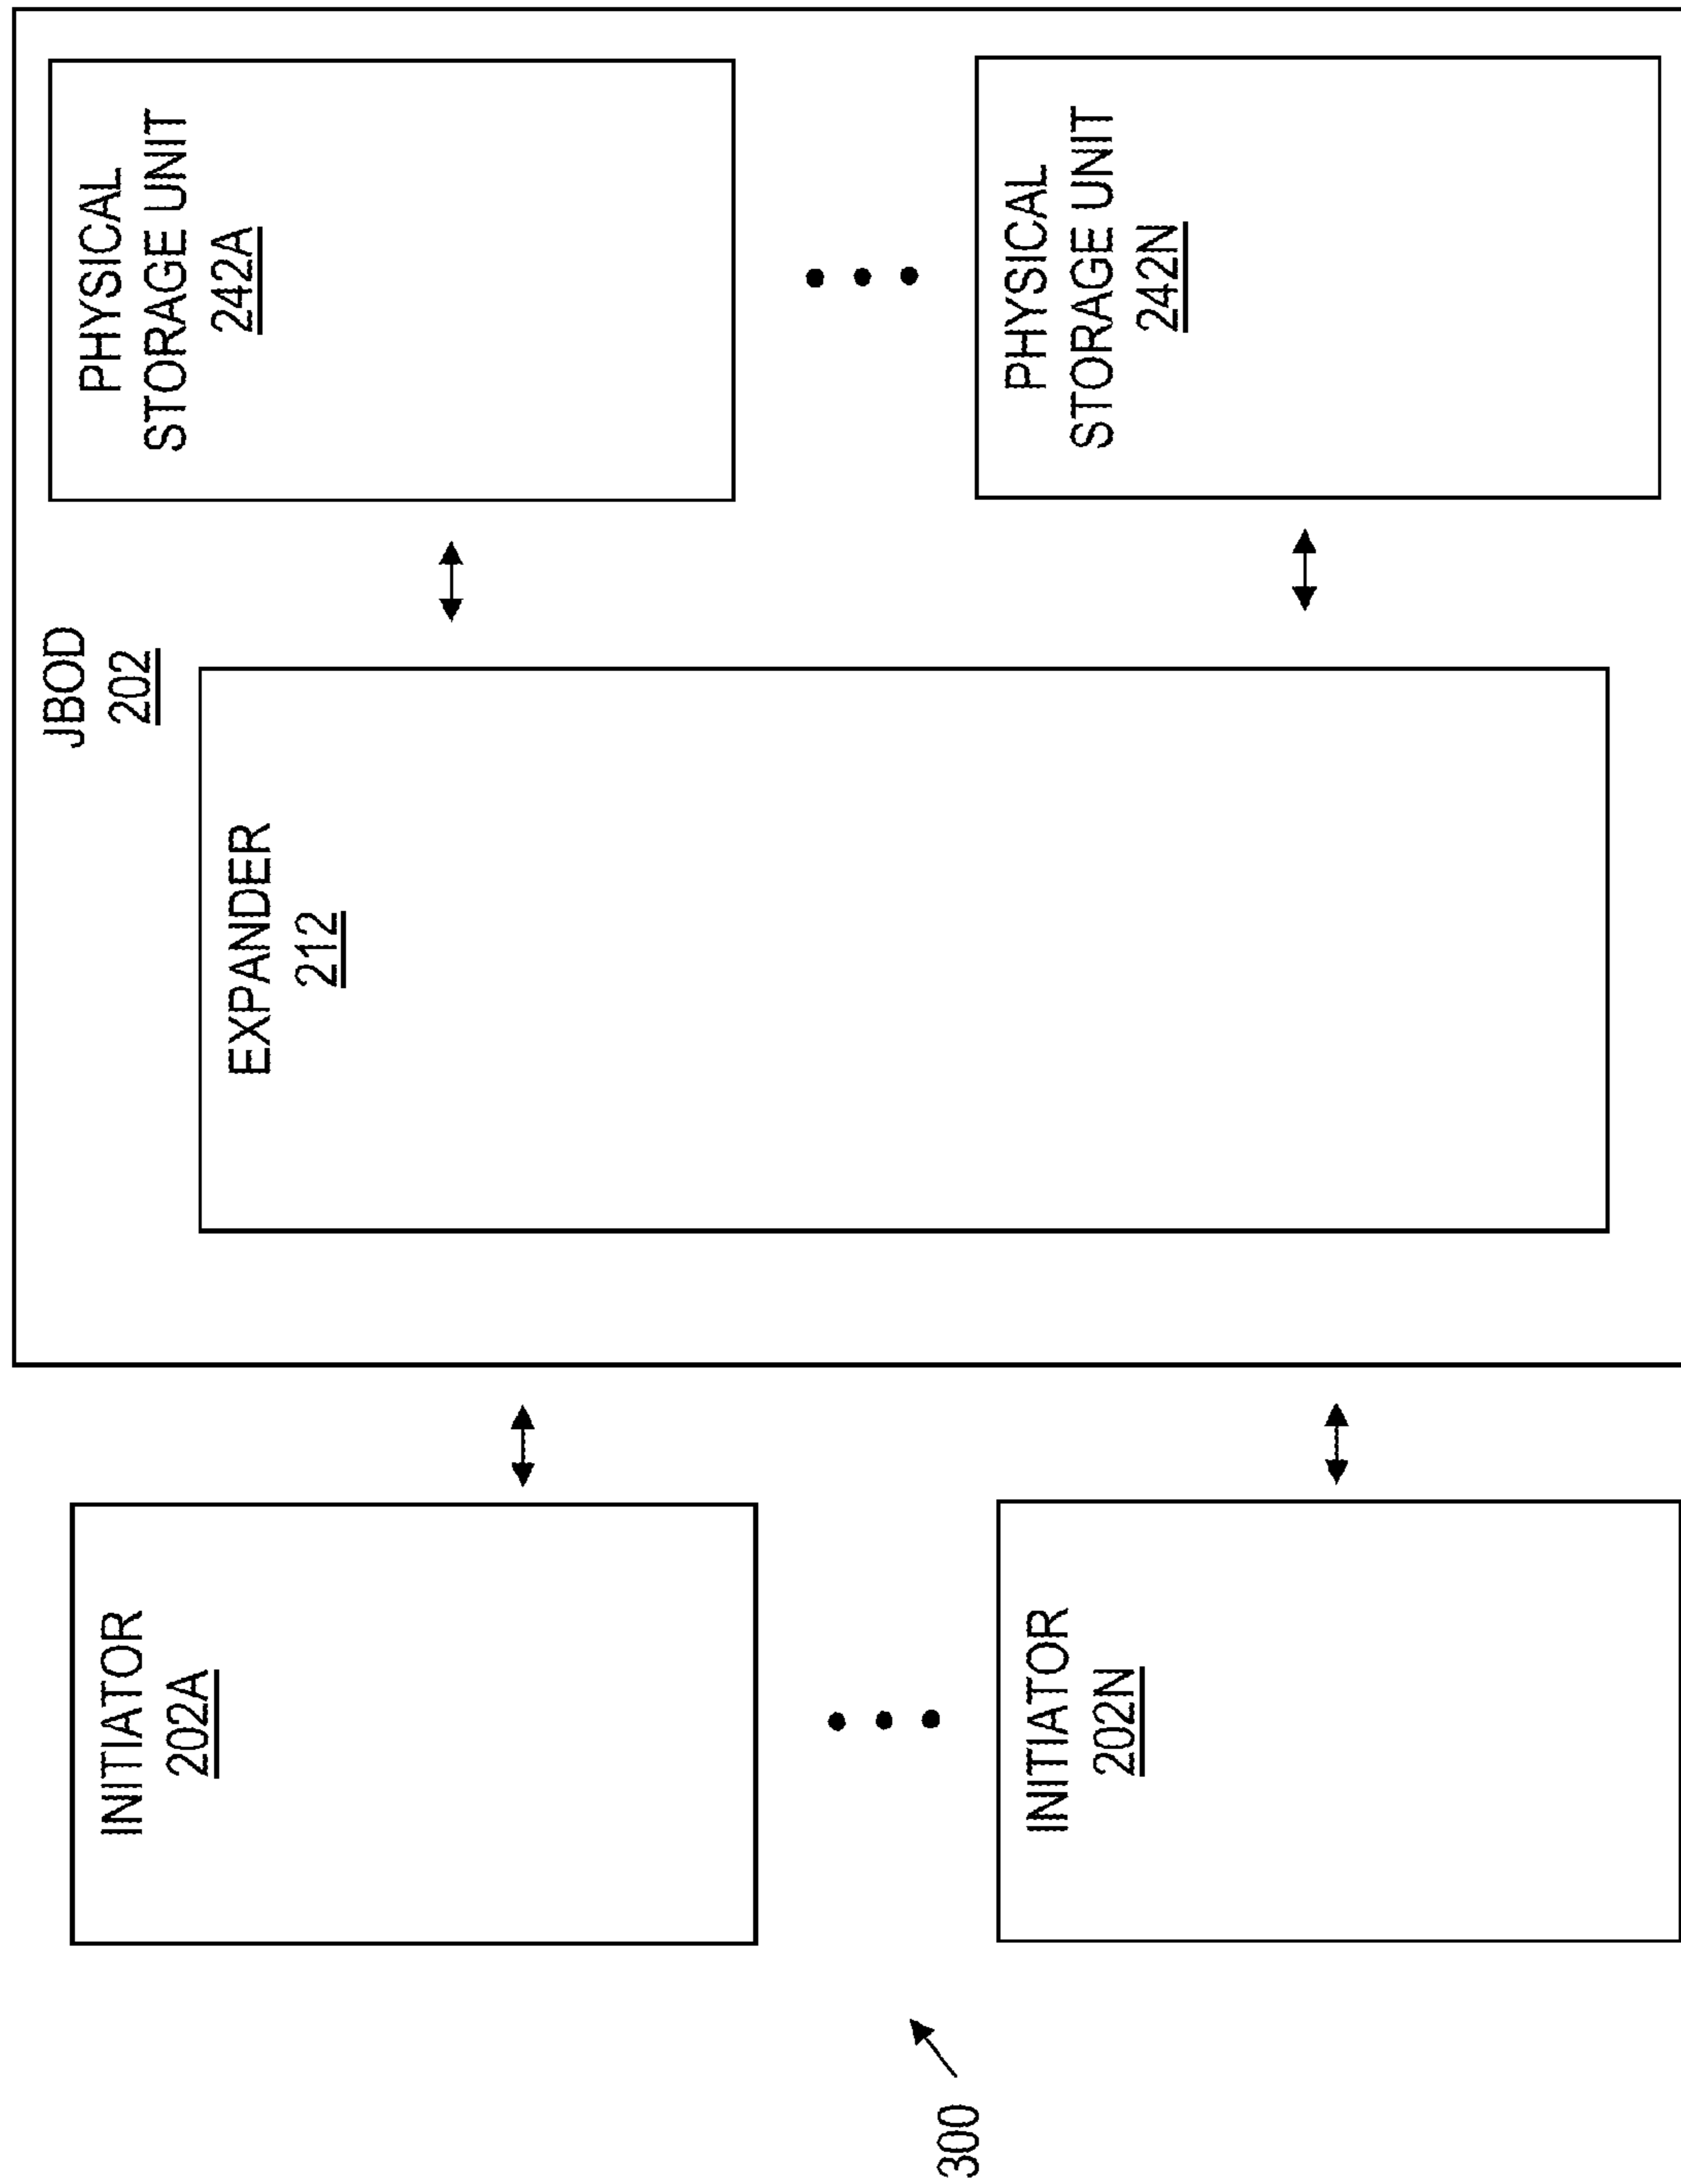 300
INITIATOR
202A
INITIATOR
202N
JBOD
202
EXPANDER
212
PHYSICAL
STORAGE UNIT
242A
PHYSICAL
STORAGE UNIT
242N